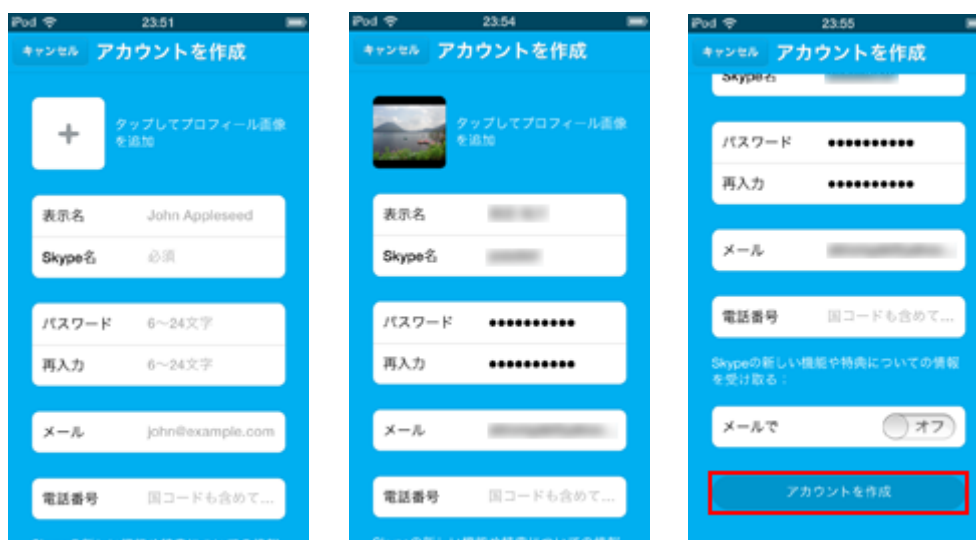 iPod 23:51
キャンセル アカウントを作成
タップしてプロフィール画像
を追加
表示名 John Appleseed
Skype名 必須
パスワード 6〜24文字
再入力 6〜24文字
メール john@example.com
電話番号 国コードも含めて...
iPod 23:54
キャンセル アカウントを作成
タップしてプロフィール画像
を追加
表示名
Skype名
パスワード ●●●●●●●●●●
再入力 ●●●●●●●●●●
メール
電話番号 国コードも含めて...
iPod 23:55
キャンセル アカウントを作成
Skype名
パスワード ●●●●●●●●●●
再入力 ●●●●●●●●●●
メール
電話番号 国コードも含めて...
Skypeの新しい機能や特典についての情報
を受け取る：
メールで オフ
アカウントを作成